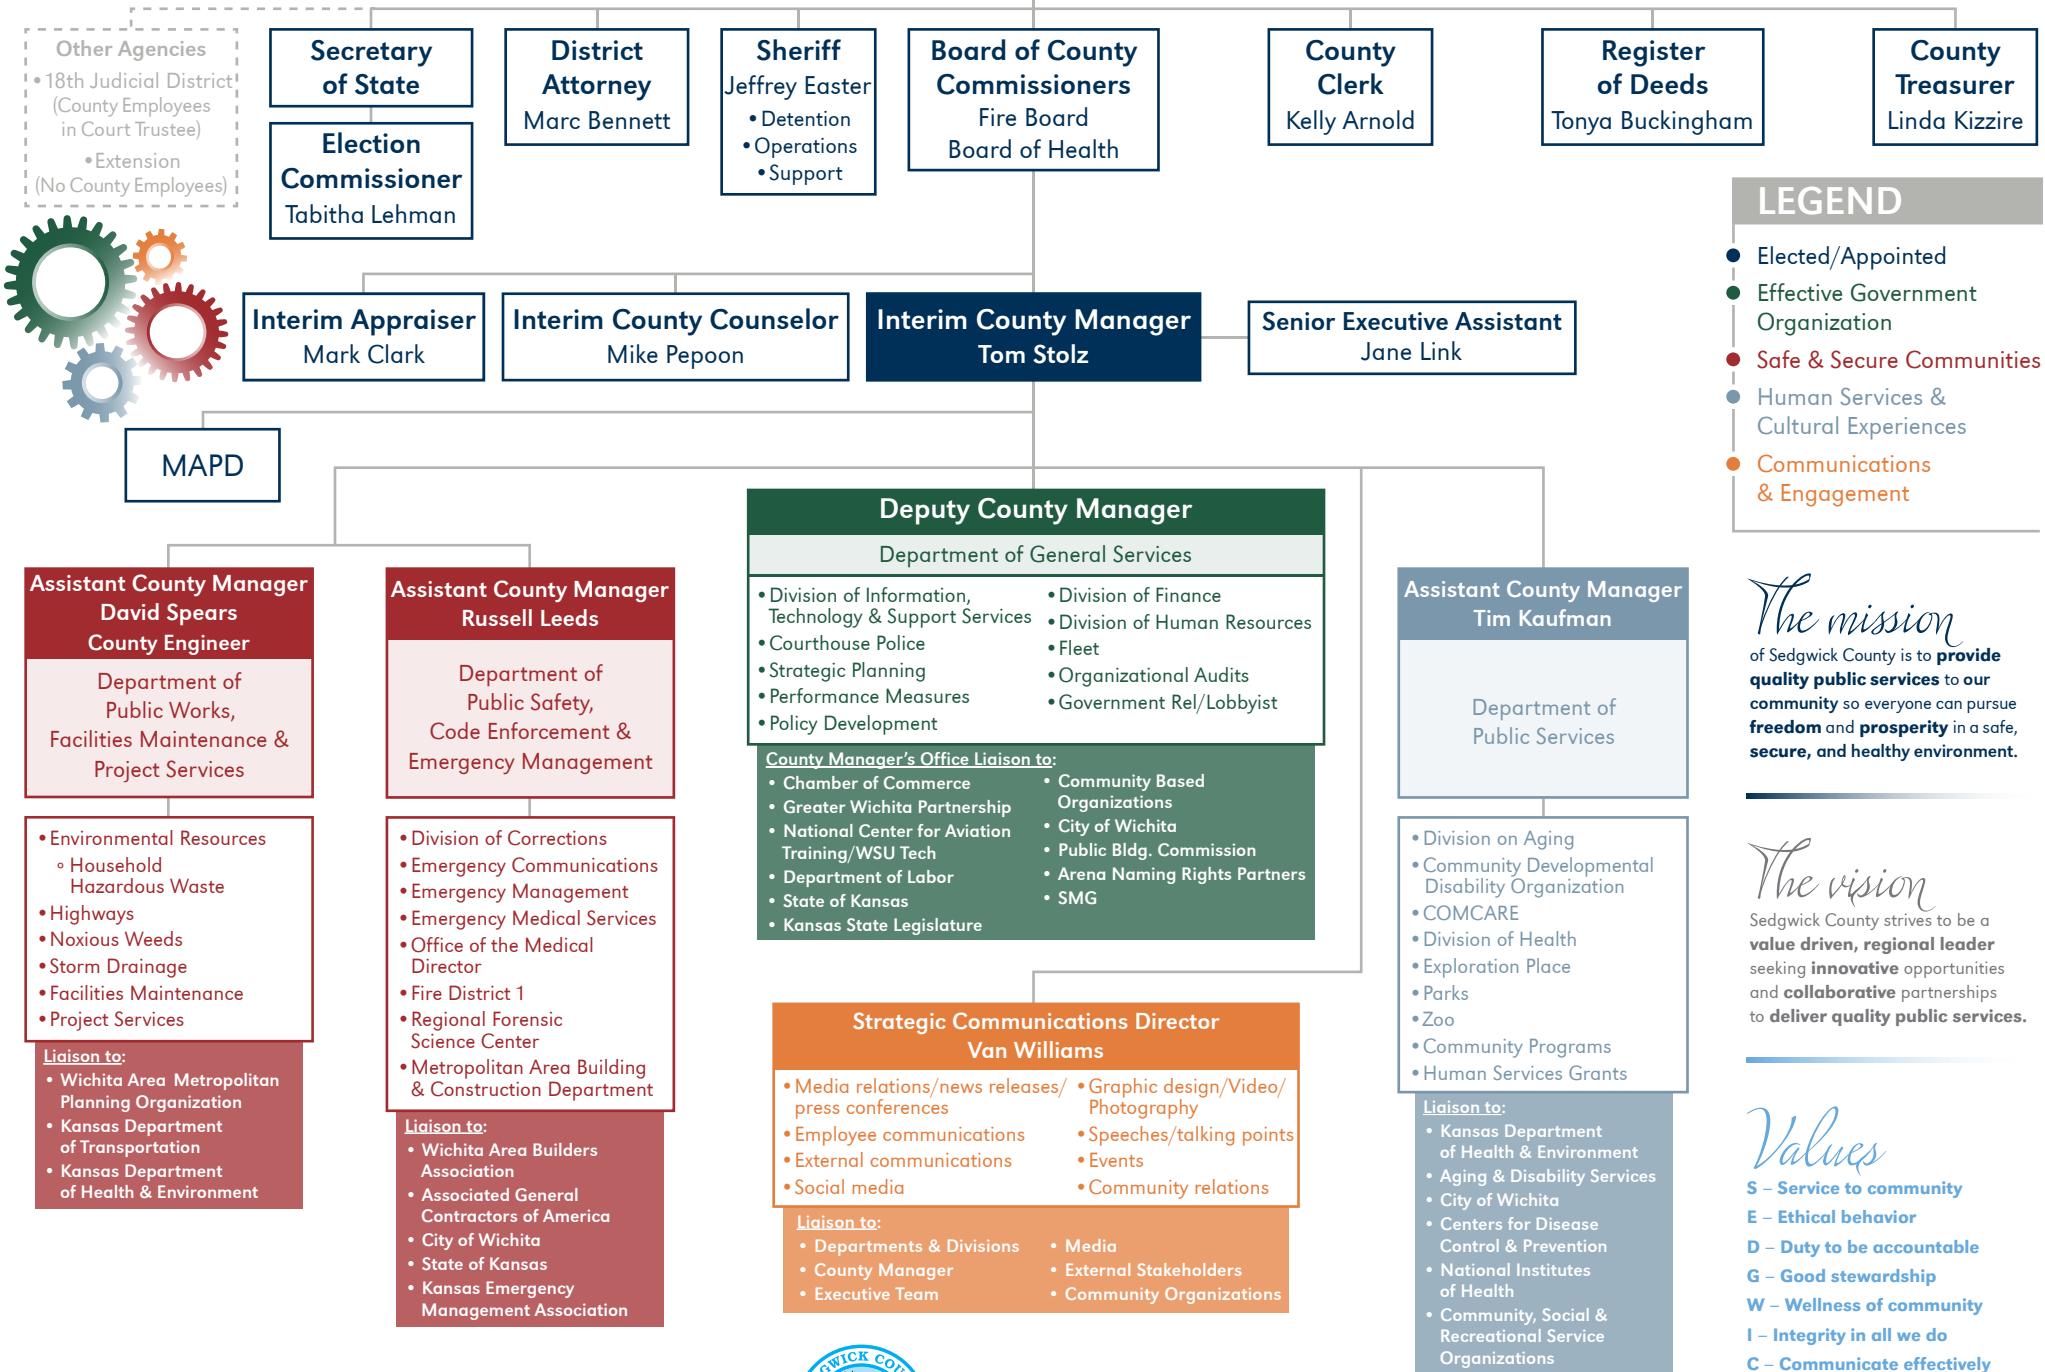 Other Agencies
•18th Judicial District
(County Employees
in Court Trustee)
•Extension
(No County Employees)
Secretary
of State
Election
Commissioner
Tabitha Lehman
District
Attorney
Marc Bennett
Sheriff
Jeffrey Easter
•Detention
•Operations
•Support
Board of County
Commissioners
Fire Board
Board of Health
County
Clerk
Kelly Arnold
Register
of Deeds
Tonya Buckingham
County
Treasurer
Linda Kizzire
LEGEND
Elected/Appointed
Effective Government
Organization
Safe & Secure Communities
Human Services &
Cultural Experiences
Communications
& Engagement
Interim Appraiser
Mark Clark
Interim County Counselor
Mike Pepoon
Interim County Manager
Tom Stolz
Senior Executive Assistant
Jane Link
MAPD
Assistant County Manager
David Spears
County Engineer
Department of
Public Works,
Facilities Maintenance &
Project Services
•Environmental Resources
◦ Household
Hazardous Waste
•Highways
•Noxious Weeds
•Storm Drainage
•Facilities Maintenance
•Project Services
Liaison to:
• Wichita Area Metropolitan
Planning Organization
• Kansas Department
of Transportation
• Kansas Department
of Health & Environment
Assistant County Manager
Russell Leeds
Department of
Public Safety,
Code Enforcement &
Emergency Management
•Division of Corrections
•Emergency Communications
•Emergency Management
•Emergency Medical Services
•Office of the Medical
Director
•Fire District 1
•Regional Forensic
Science Center
•Metropolitan Area Building
& Construction Department
Liaison to:
• Wichita Area Builders
Association
• Associated General
Contractors of America
• City of Wichita
• State of Kansas
• Kansas Emergency
Management Association
Deputy County Manager
Department of General Services
•Division of Information,
Technology & Support Services
•Courthouse Police
•Strategic Planning
•Performance Measures
•Policy Development
•Division of Finance
•Division of Human Resources
•Fleet
•Organizational Audits
•Government Rel/Lobbyist
County Manager's Office Liaison to:
• Chamber of Commerce
• Greater Wichita Partnership
• National Center for Aviation
Training/WSU Tech
• Department of Labor
• State of Kansas
• Kansas State Legislature
• Community Based
Organizations
• City of Wichita
• Public Bldg. Commission
• Arena Naming Rights Partners
• SMG
Strategic Communications Director
Van Williams
•Media relations/news releases/
press conferences
•Employee communications
•External communications
•Social media
•Graphic design/Video/
Photography
•Speeches/talking points
•Events
•Community relations
Liaison to:
• Departments & Divisions
• County Manager
• Executive Team
• Media
• External Stakeholders
• Community Organizations
Assistant County Manager
Tim Kaufman
Department of
Public Services
•Division on Aging
•Community Developmental
Disability Organization
•COMCARE
•Division of Health
•Exploration Place
•Parks
•Zoo
•Community Programs
•Human Services Grants
Liaison to:
• Kansas Department
of Health & Environment
• Aging & Disability Services
• City of Wichita
• Centers for Disease
Control & Prevention
• National Institutes
of Health
• Community, Social &
Recreational Service
Organizations
The mission
of Sedgwick County is to provide
quality public services to our
community so everyone can pursue
freedom and prosperity in a safe,
secure, and healthy environment.
The vision
Sedgwick County strives to be a
value driven, regional leader
seeking innovative opportunities
and collaborative partnerships
to deliver quality public services.
Values
S – Service to community
E – Ethical behavior
D – Duty to be accountable
G – Good stewardship
W – Wellness of community
I – Integrity in all we do
C – Communicate effectively